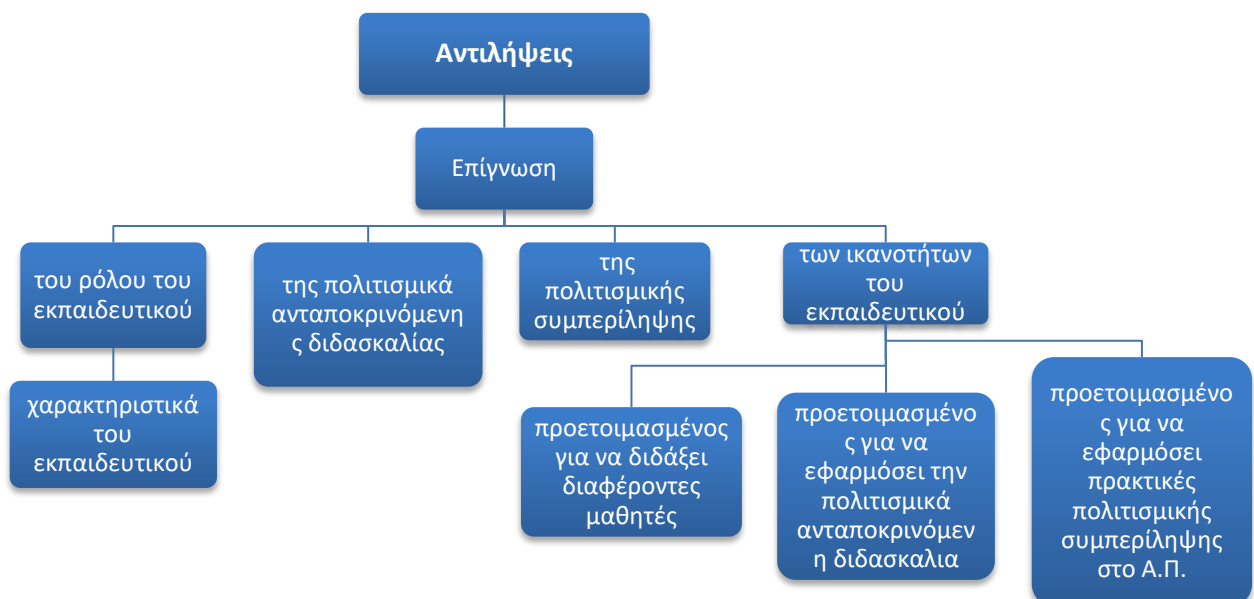 Αντιλήψεις
Επίγνωση
του ρόλου του
εκπαιδευτικού
της πολιτισμικά
ανταποκρινόμενη
ς διδασκαλίας
της
πολιτισμικής
συμπερίληψης
των ικανοτήτων
του
εκπαιδευτικού
χαρακτηριστικά
του
εκπαιδευτικού
προετοιμασμένος
για να διδάξει
διαφέροντες
μαθητές
προετοιμασμένο
ς για να
εφαρμόσει την
πολιτισμικά
ανταποκρινόμεν
η διδασκαλια
προετοιμασμένο
ς για να
εφαρμόσει
πρακτικές
πολιτισμικής
συμπερίληψης
στο Α.Π.